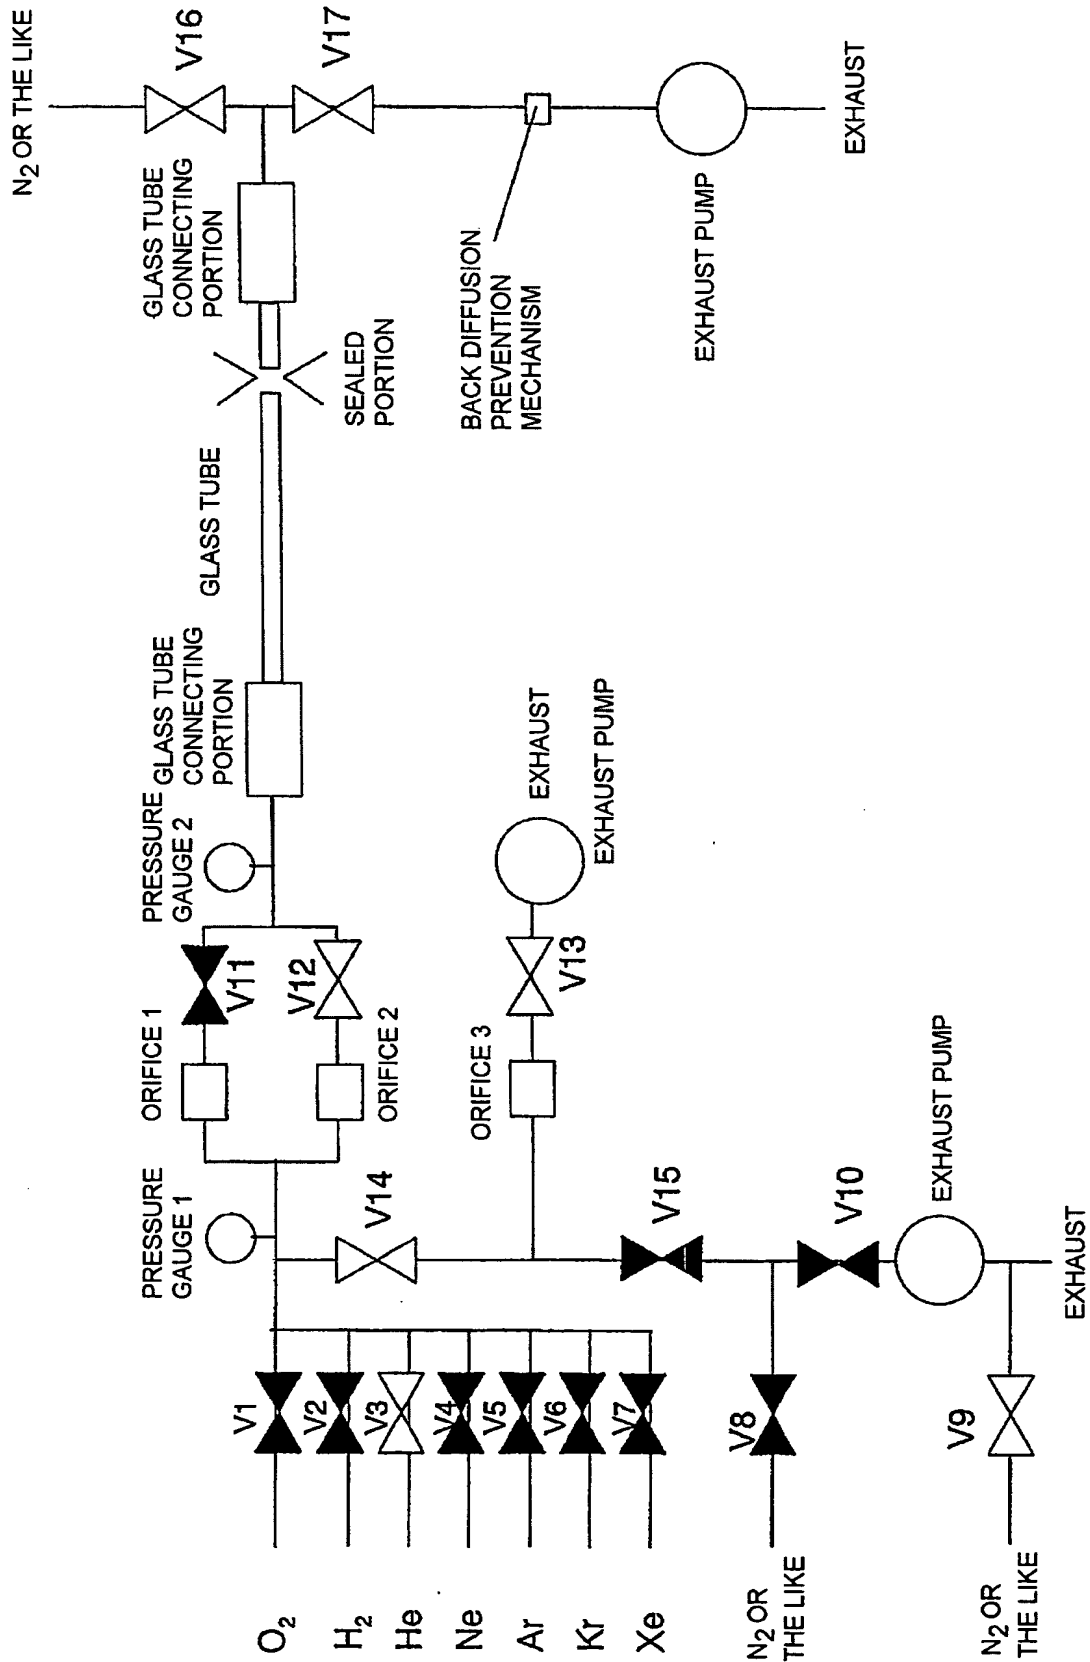 N₂ OR THE LIKE
V16
V17
GLASS TUBE
CONNECTING
PORTION
SEALED
PORTION
BACK DIFFUSION
PREVENTION
MECHANISM
EXHAUST PUMP
EXHAUST
GLASS TUBE
GLASS TUBE
CONNECTING
PORTION
PRESSURE
GAUGE 2
V11
V12
ORIFICE 1
ORIFICE 2
EXHAUST
EXHAUST PUMP
V13
ORIFICE 3
PRESSURE
GAUGE 1
V14
V15
V10
EXHAUST PUMP
EXHAUST
V1
V2
V3
V4
V5
V6
V7
V8
V9
O₂
H₂
He
Ne
Ar
Kr
Xe
N₂ OR
THE LIKE
N₂ OR
THE LIKE